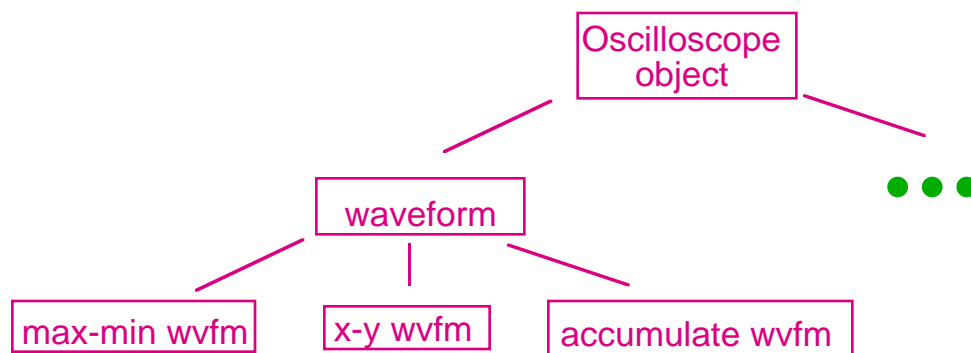 Oscilloscope
object
waveform
max-min wvfm
x-y wvfm
accumulate wvfm